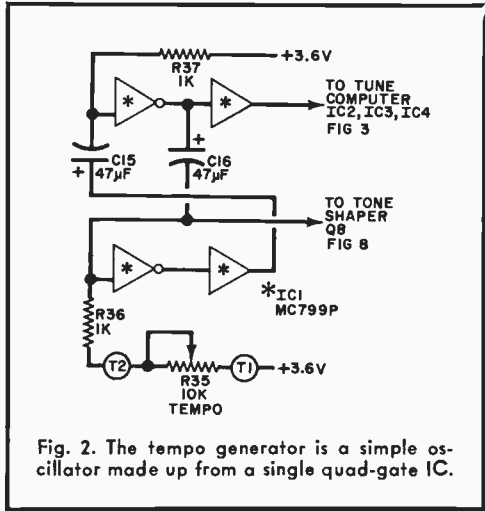 +3.6V
R37
1K
*
*
TO TUNE
COMPUTER
IC2, IC3, IC4
FIG 3
+
C15
+ 47µF
C16
47µF
TO TONE
SHAPER
Q8
FIG 8
*
*
*IC1
MC799P
R36
1K
T2
T1
+3.6V
R35
10K
TEMPO
Fig. 2. The tempo generator is a simple os-
cillator made up from a single quad-gate IC.